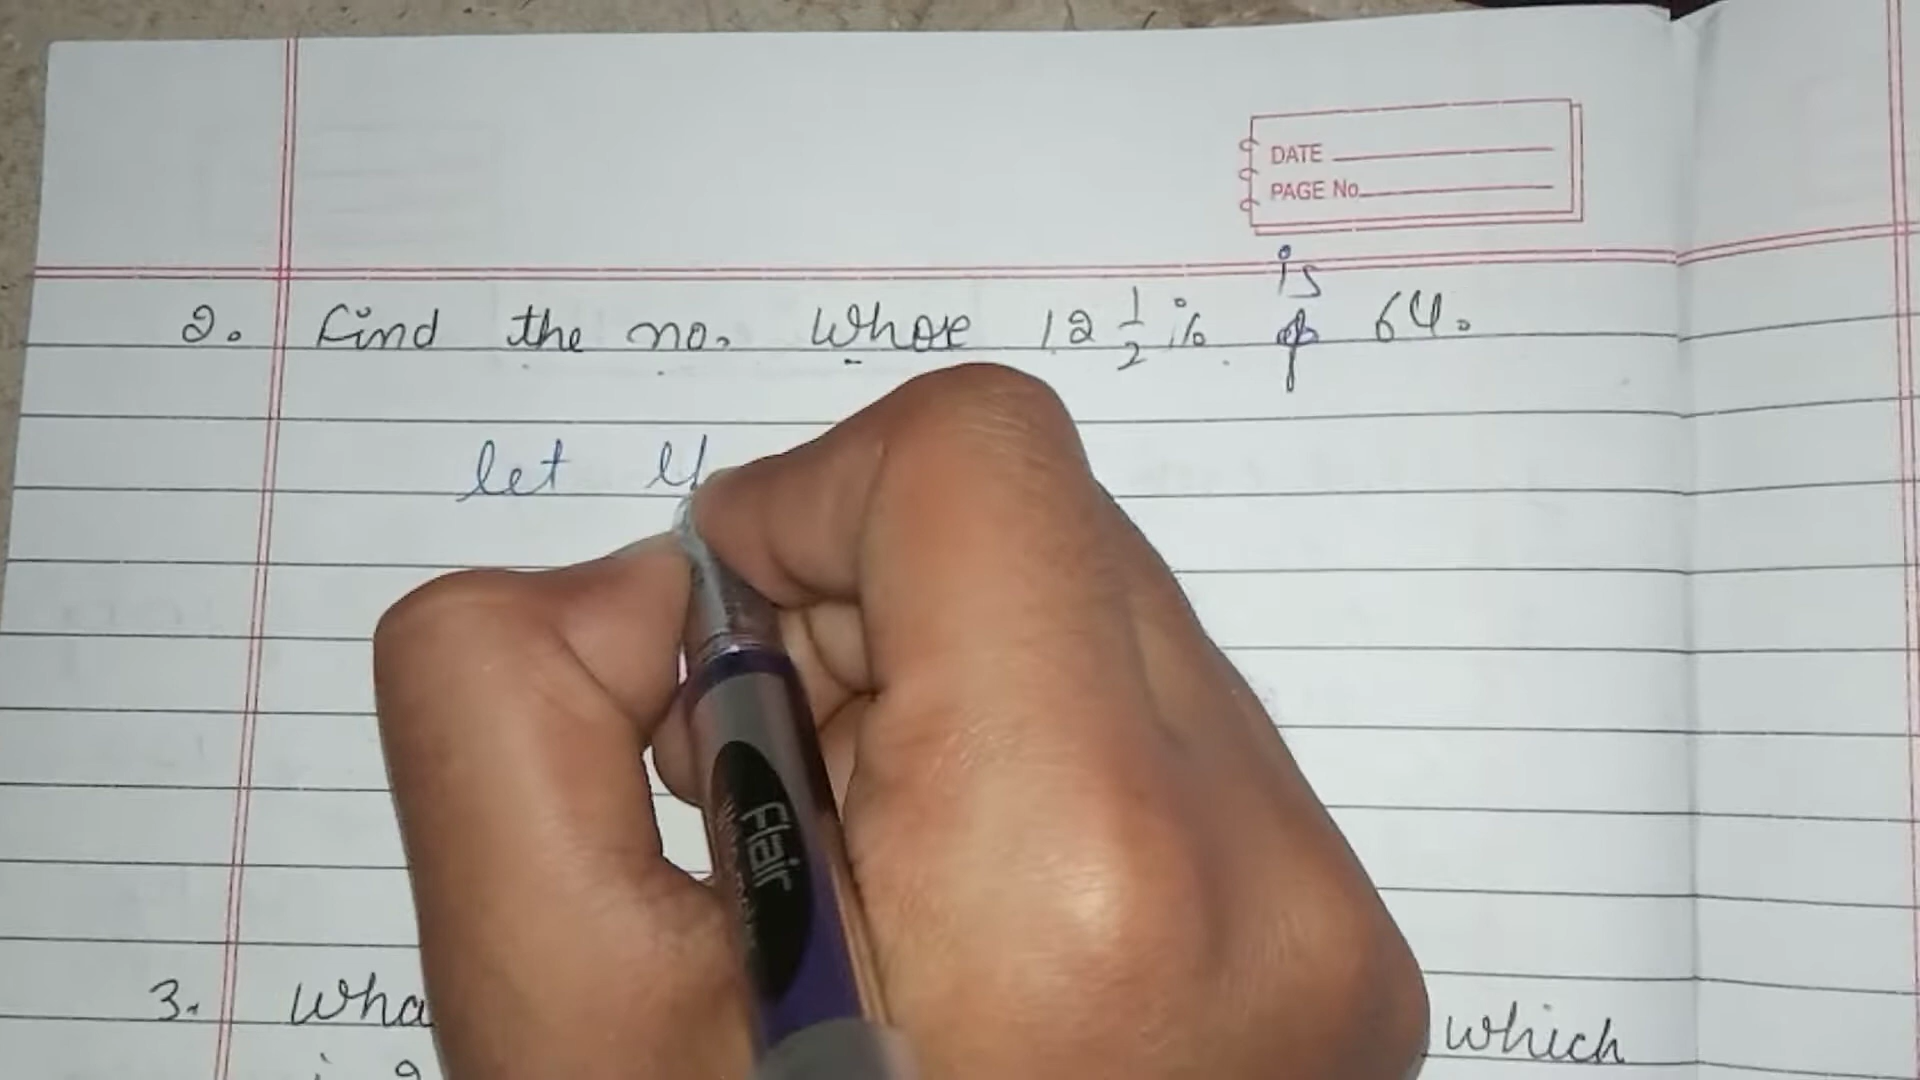 DATE
PAGE No.
is
2. Find the no. whose 12 1/2 % of 64.
let th
Flair
3. Wha which